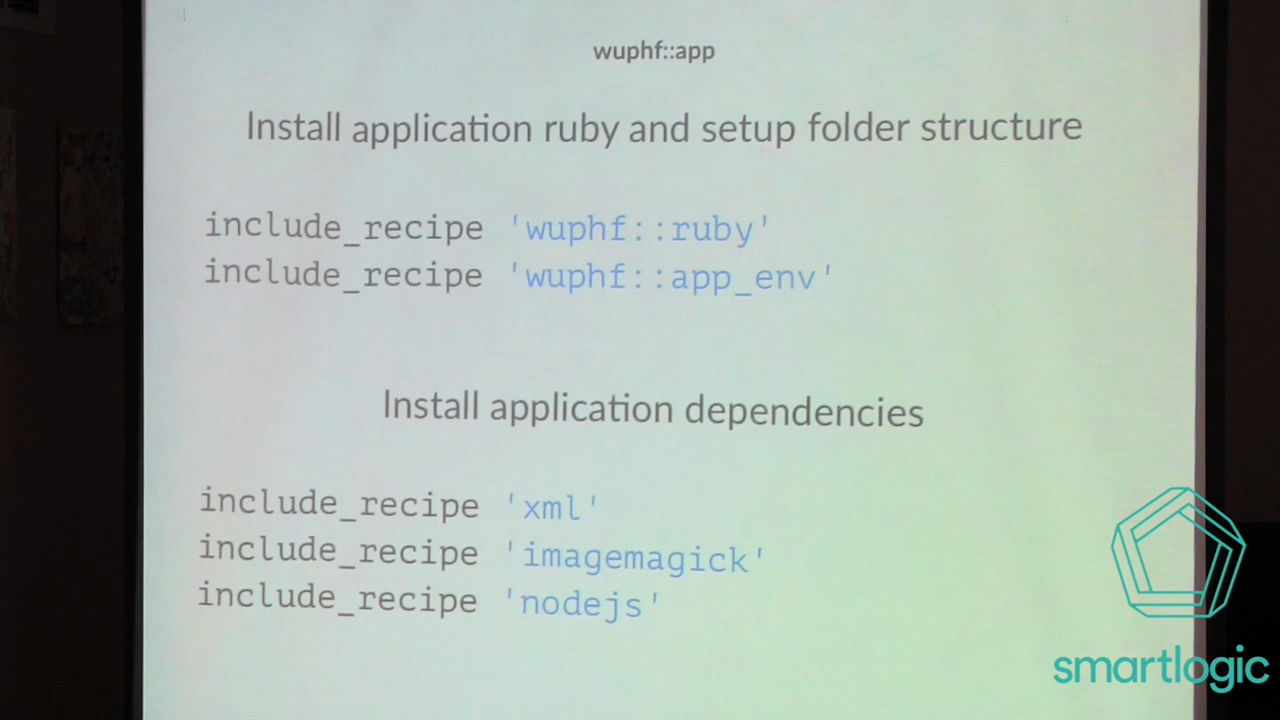 wuphf::app
Install application ruby and setup folder structure
include_recipe 'wuphf::ruby'
include_recipe 'wuphf::app_env'
Install application dependencies
include_recipe 'xml'
include_recipe 'imagemagick'
include_recipe 'nodejs'
smartlogic